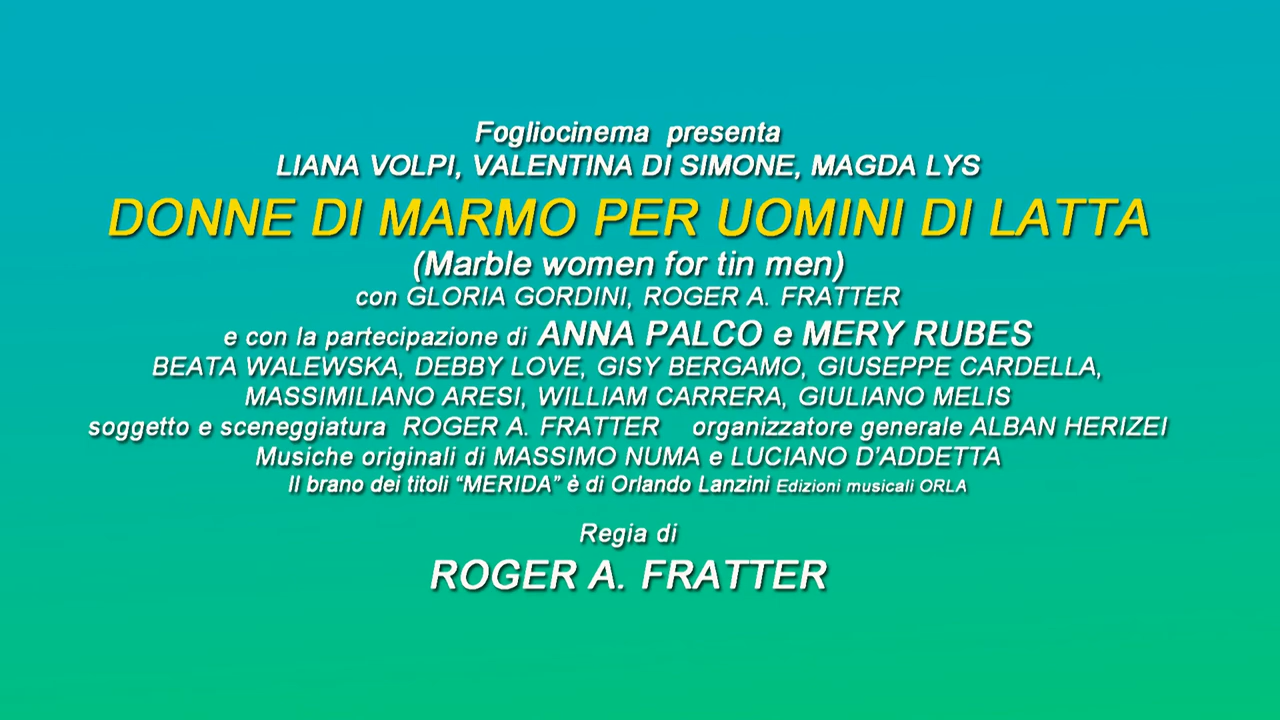 Fogliocinema presenta
LIANA VOLPI, VALENTINA DI SIMONE, MAGDA LYS
DONNE DI MARMO PER UOMINI DI LATTA
(Marble women for tin men)
con GLORIA GORDINI, ROGER A. FRATTER
e con la partecipazione di ANNA PALCO e MERY RUBES
BEATA WALEWSKA, DEBBY LOVE, GISY BERGAMO, GIUSEPPE CARDELLA,
MASSIMILIANO ARESI, WILLIAM CARRERA, GIULIANO MELIS
soggetto e sceneggiatura ROGER A. FRATTER organizzatore generale ALBAN HERIZEI
Musiche originali di MASSIMO NUMA e LUCIANO D'ADDETTA
Il brano dei titoli “MERIDA” è di Orlando Lanzini Edizioni musicali ORLA
Regia di
ROGER A. FRATTER